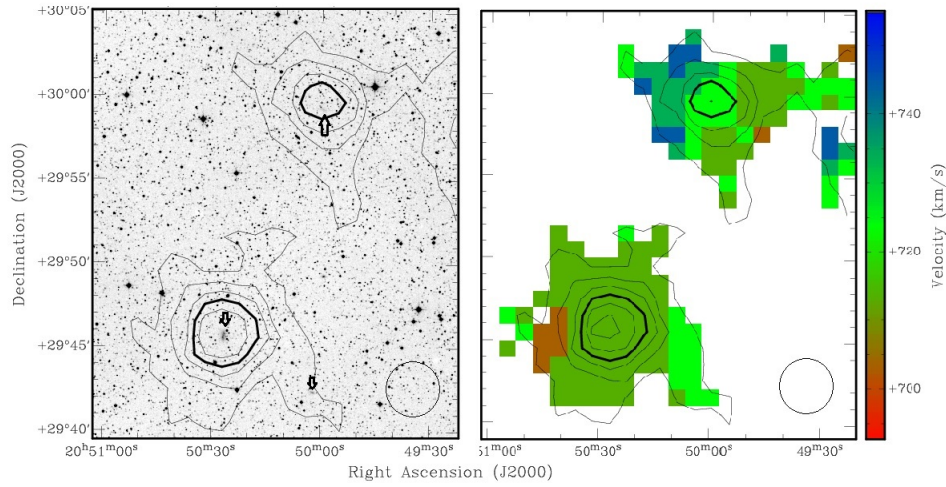 +30°05′
+30°00′
+29°55′
+29°50′
+29°45′
+29°40′
Declination (J2000)
20ʰ51ᵐ00ˢ 50ᵐ30ˢ 50ᵐ00ˢ 49ᵐ30ˢ
51ᵐ00ˢ 50ᵐ30ˢ 50ᵐ00ˢ 49ᵐ30ˢ
Right Ascension (J2000)
+740
+720
+700
Velocity (km/s)